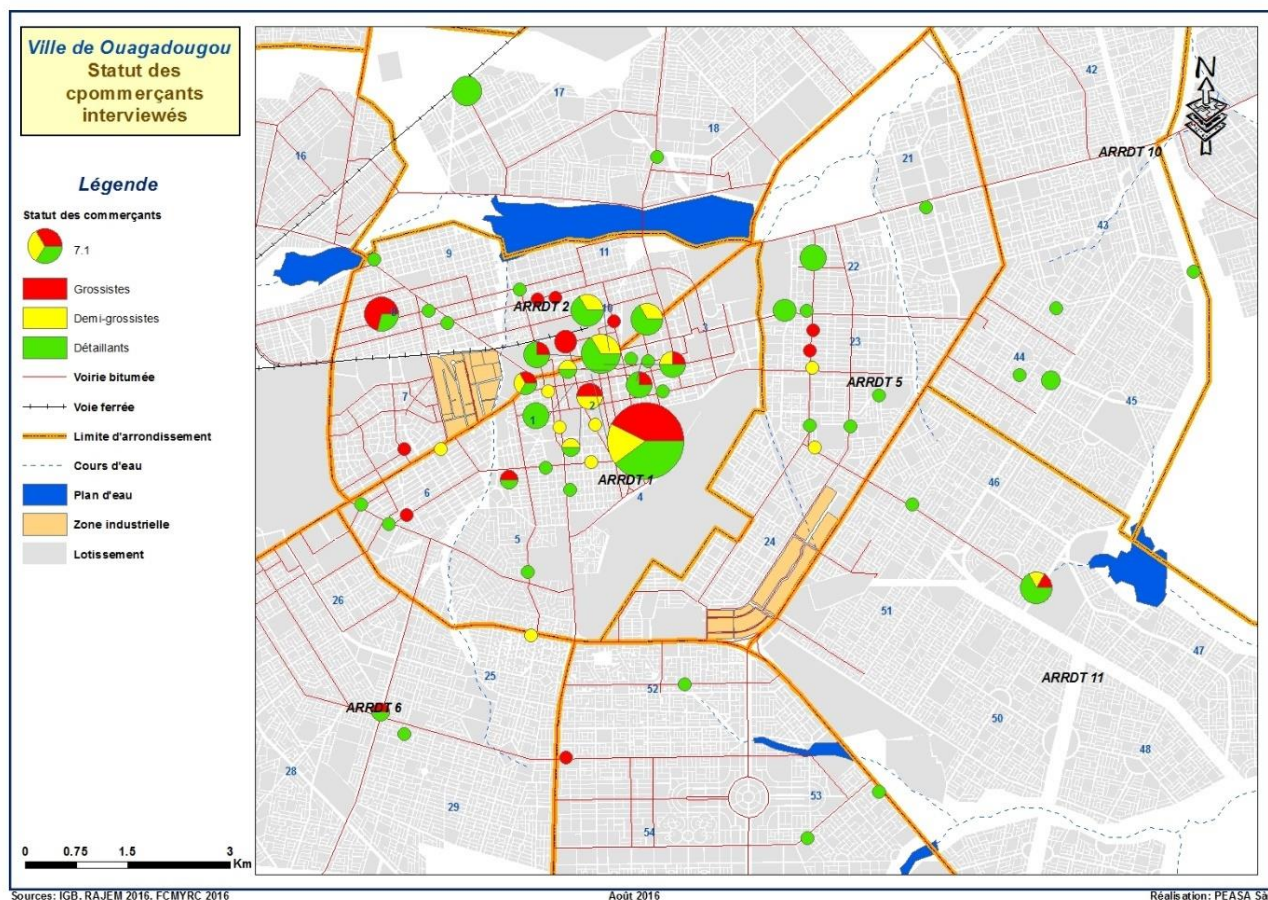 Ville de Ouagadougou
Statut des
cpommerçants
interviewés
Légende
Statut des commerçants
7.1
Grossistes
Demi-grossistes
Détaillants
Voirie bitumée
Voie ferrée
Limite d'arrondissement
Cours d'eau
Plan d'eau
Zone industrielle
Lotissement
0 0.75 1.5 3
Km
N
42
17
18
16
21
ARRDT 10
43
9
11
22
ARRDT 2
10
3
23
44
7
ARRDT 5
45
2
1
ARRDT 1
46
4
6
5
24
26
51
47
25
52
ARRDT 11
ARRDT 6
50
48
28
53
29
54
Sources: IGB, RAJEM 2016, FCMYRC 2016
Août 2016
Réalisation: PEASA Sà